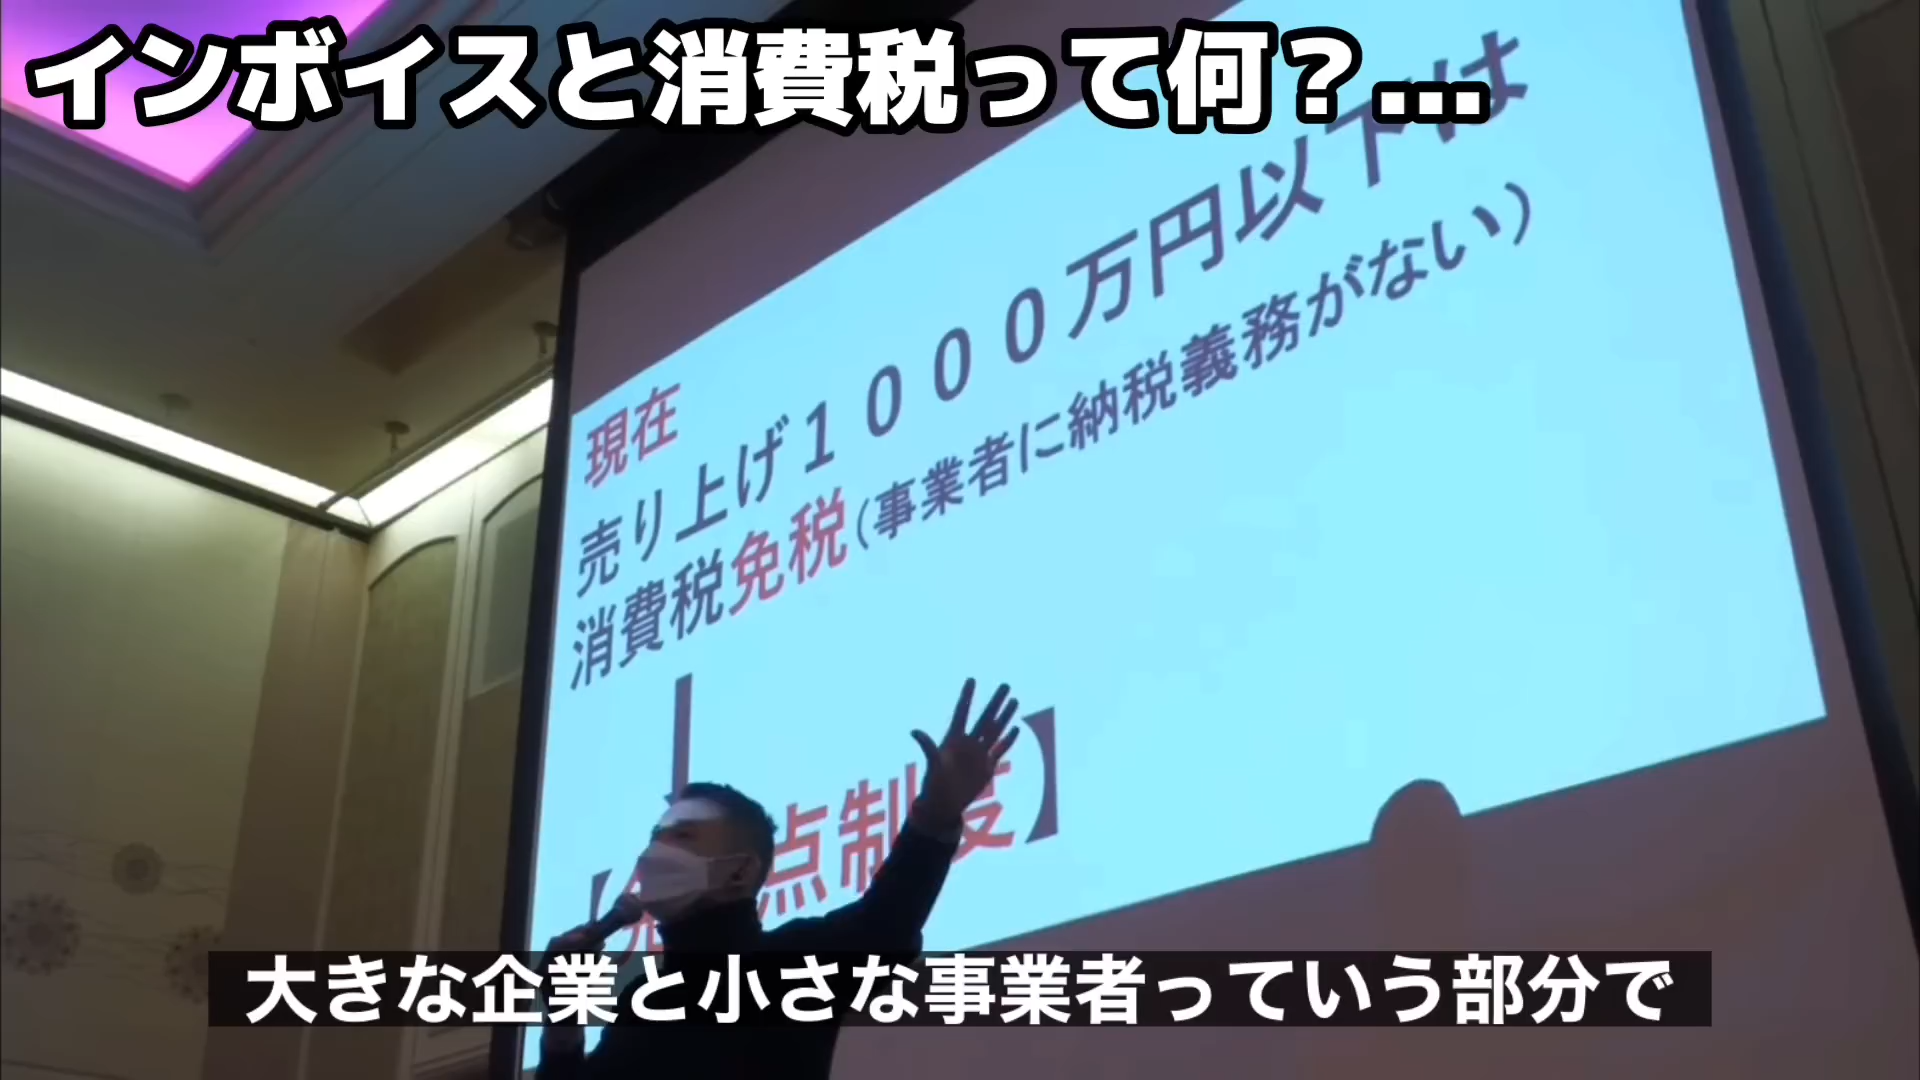 インボイスと消費税って何？...
現在
売り上げ１０００万円以下は
消費税免税(事業者に納税義務がない)
【免 点制度】
大きな企業と小さな事業者っていう部分で